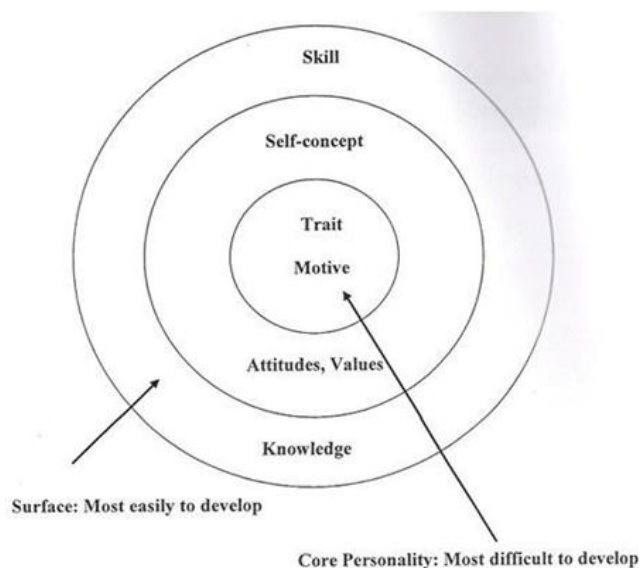 Skill
Self-concept
Trait
Motive
Attitudes, Values
Knowledge
Surface: Most easily to develop
Core Personality: Most difficult to develop